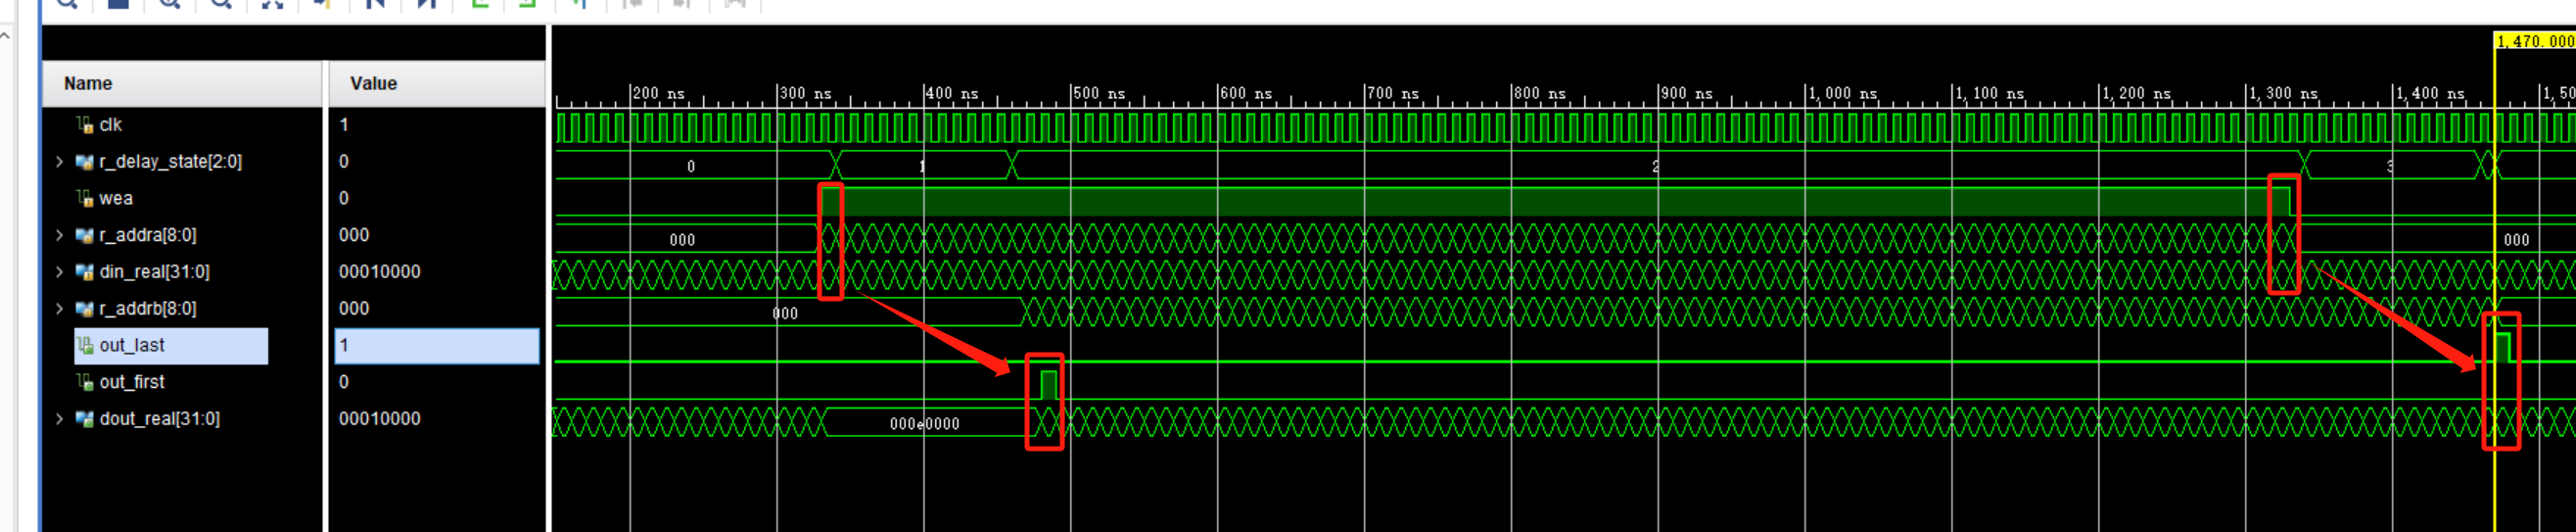 1,470.000
Name Value
200 ns 300 ns 400 ns 500 ns 600 ns 700 ns 800 ns 900 ns 1,000 ns 1,100 ns 1,200 ns 1,300 ns 1,400 ns 1,50
clk 1
r_delay_state[2:0] 0 0 1 2 3
wea 0
r_addra[8:0] 000 000 000
din_real[31:0] 00010000
r_addrb[8:0] 000 000
out_last 1
out_first 0
dout_real[31:0] 00010000 000e0000